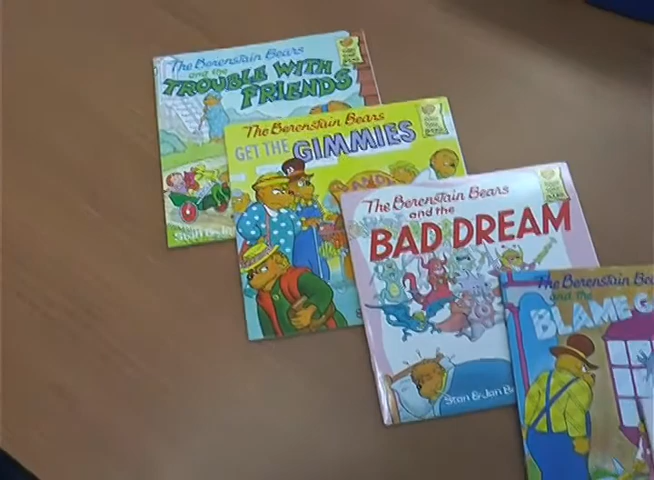 The Berenstain Bears
and the
TROUBLE WITH
FRIENDS
Stan &
The Berenstain Bears
GET THE GIMMIES
The Berenstain Bears
and the
BAD DREAM
Stan & Jan
The Berenstain
and the
BLAME